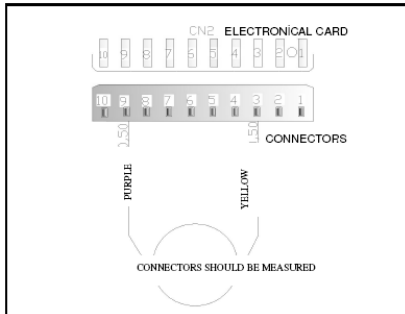 CN2 ELECTRONiCAL CARD
10 9 8 7 6 5 4 3 2 1
10 9 8 7 6 5 4 3 2 1
CONNECTORS
PURPLE
YELLOW
CONNECTORS SHOULD BE MEASURED